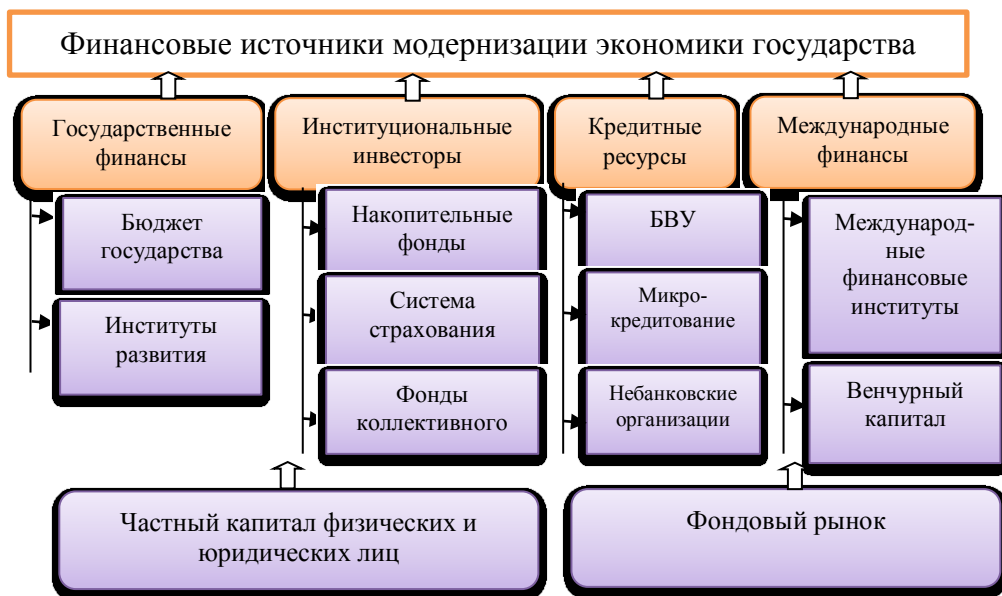 Финансовые источники модернизации экономики государства
Государственные
финансы
Институциональные
инвесторы
Кредитные
ресурсы
Международные
финансы
Бюджет
государства
Институты
развития
Накопительные
фонды
Система
страхования
Фонды
коллективного
БВУ
Микро-
кредитование
Небанковские
организации
Международ-
ные
финансовые
институты
Венчурный
капитал
Частный капитал физических и
юридических лиц
Фондовый рынок